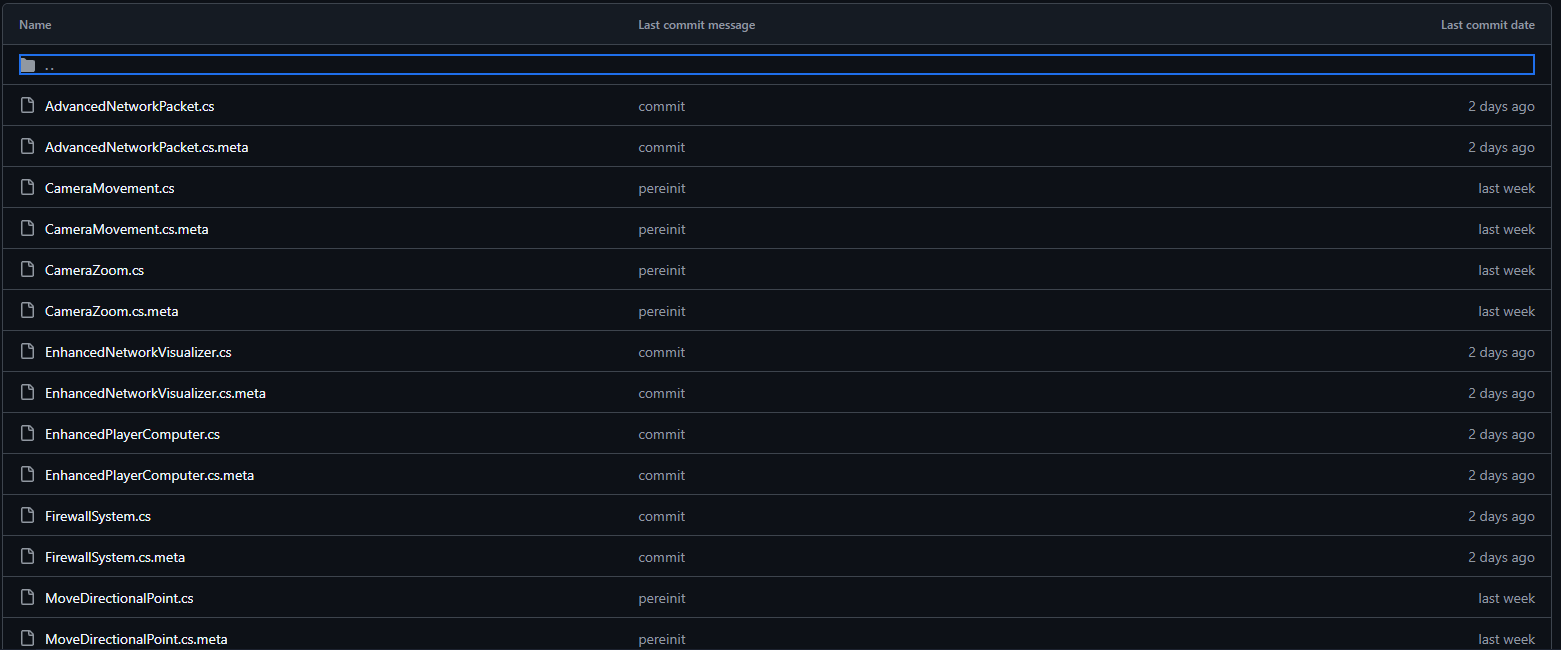 Name Last commit message Last commit date
..
AdvancedNetworkPacket.cs commit 2 days ago
AdvancedNetworkPacket.cs.meta commit 2 days ago
CameraMovement.cs pereinit last week
CameraMovement.cs.meta pereinit last week
CameraZoom.cs pereinit last week
CameraZoom.cs.meta pereinit last week
EnhancedNetworkVisualizer.cs commit 2 days ago
EnhancedNetworkVisualizer.cs.meta commit 2 days ago
EnhancedPlayerComputer.cs commit 2 days ago
EnhancedPlayerComputer.cs.meta commit 2 days ago
FirewallSystem.cs commit 2 days ago
FirewallSystem.cs.meta commit 2 days ago
MoveDirectionalPoint.cs pereinit last week
MoveDirectionalPoint.cs.meta pereinit last week